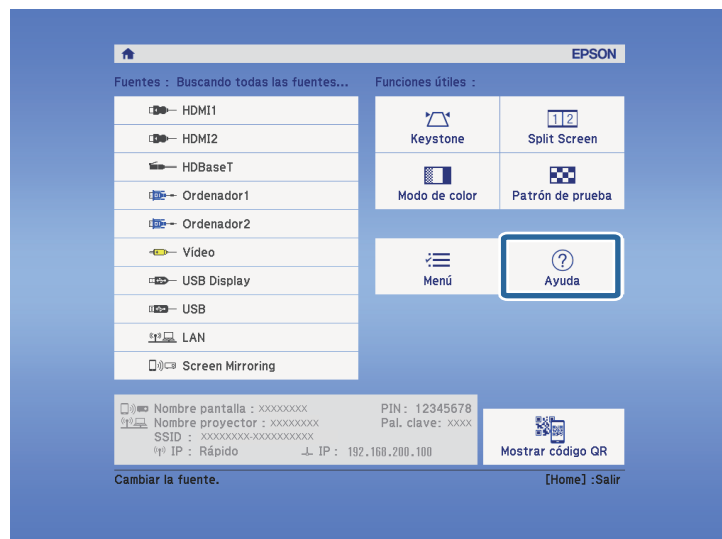 EPSON
Fuentes : Buscando todas las fuentes...
Funciones útiles :
HDMI1
HDMI2
HDBaseT
Ordenador1
Ordenador2
Vídeo
USB Display
USB
LAN
Screen Mirroring
Keystone
1 2
Split Screen
Modo de color
Patrón de prueba
Menú
?
Ayuda
Nombre pantalla : xxxxxxxx
PIN : 12345678
Nombre proyector : xxxxxxxx
Pal. clave: xxxx
SSID : xxxxxxxx-xxxxxxxxxx
IP : Rápido
IP : 192.168.200.100
Mostrar código QR
Cambiar la fuente.
[Home] :Salir